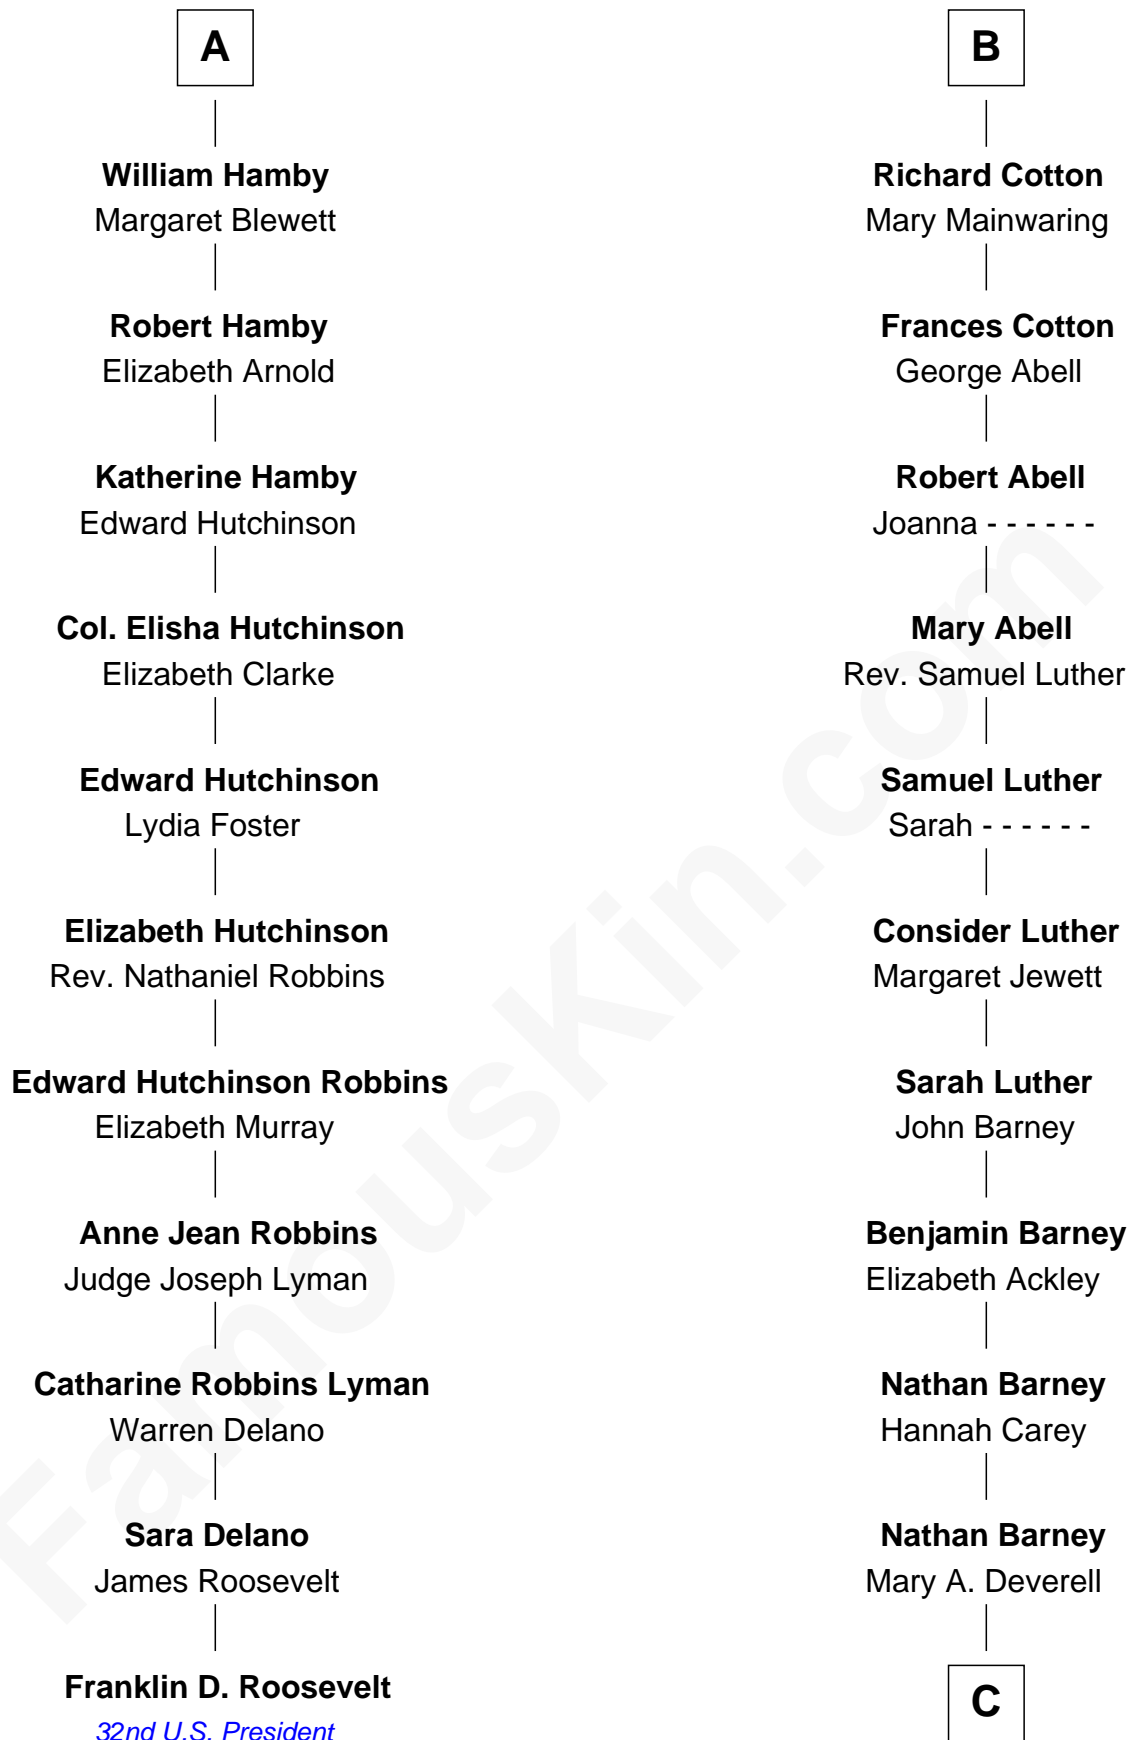 A
William Hamby
Margaret Blewett
Robert Hamby
Elizabeth Arnold
Katherine Hamby
Edward Hutchinson
Col. Elisha Hutchinson
Elizabeth Clarke
Edward Hutchinson
Lydia Foster
Elizabeth Hutchinson
Rev. Nathaniel Robbins
Edward Hutchinson Robbins
Elizabeth Murray
Anne Jean Robbins
Judge Joseph Lyman
Catharine Robbins Lyman
Warren Delano
Sara Delano
James Roosevelt
Franklin D. Roosevelt
32nd U.S. President
B
Richard Cotton
Mary Mainwaring
Frances Cotton
George Abell
Robert Abell
Joanna - - - - - -
Mary Abell
Rev. Samuel Luther
Samuel Luther
Sarah - - - - - -
Consider Luther
Margaret Jewett
Sarah Luther
John Barney
Benjamin Barney
Elizabeth Ackley
Nathan Barney
Hannah Carey
Nathan Barney
Mary A. Deverell
C
FamousKin.com